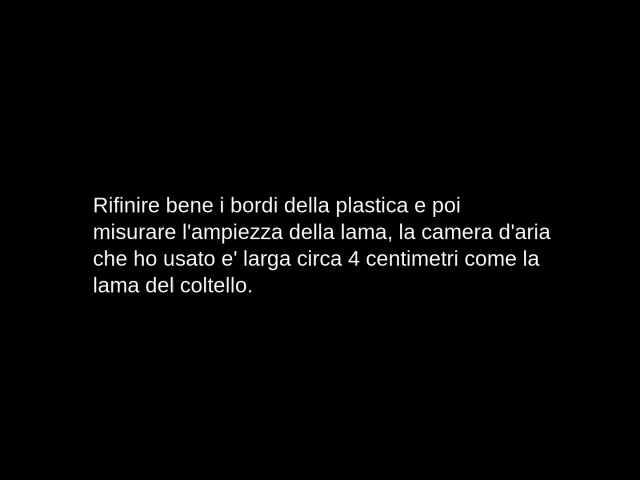 Rifinire bene i bordi della plastica e poi
misurare l'ampiezza della lama, la camera d'aria
che ho usato e' larga circa 4 centimetri come la
lama del coltello.